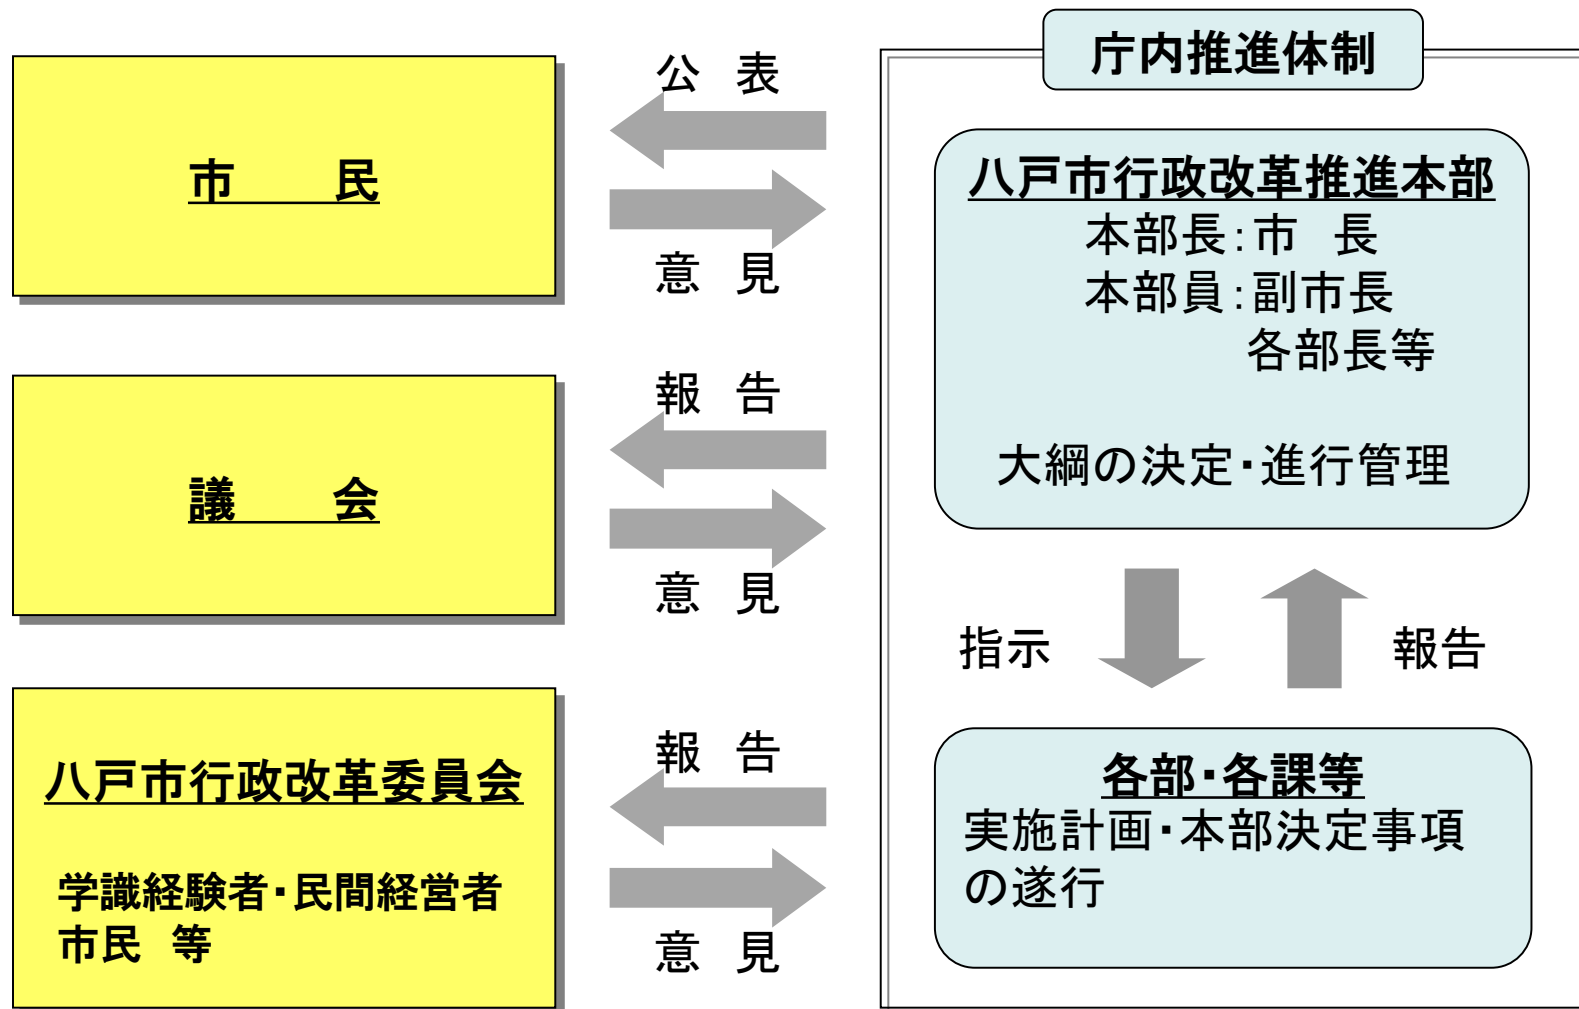 庁内推進体制
公　表
市　　民
意　見
報　告
議　　会
意　見
報　告
八戸市行政改革委員会
学識経験者・民間経営者
市民　等
意　見
八戸市行政改革推進本部
本部長：市　長
本部員：副市長
各部長等
大綱の決定・進行管理
指示
報告
各部・各課等
実施計画・本部決定事項
の遂行